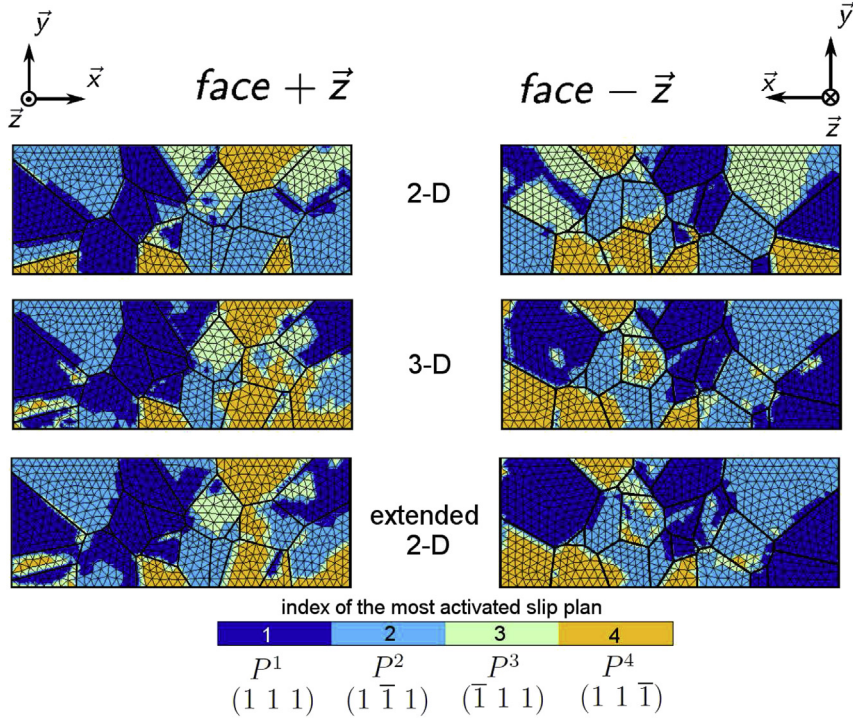 y⃗
x⃗
z⃗
face + z⃗
face − z⃗
y⃗
x⃗
z⃗
2-D
3-D
extended
2-D
index of the most activated slip plan
1 2 3 4
P¹ P² P³ P⁴
(1 1 1) (1 1̅ 1) (1̅ 1 1) (1 1 1̅)